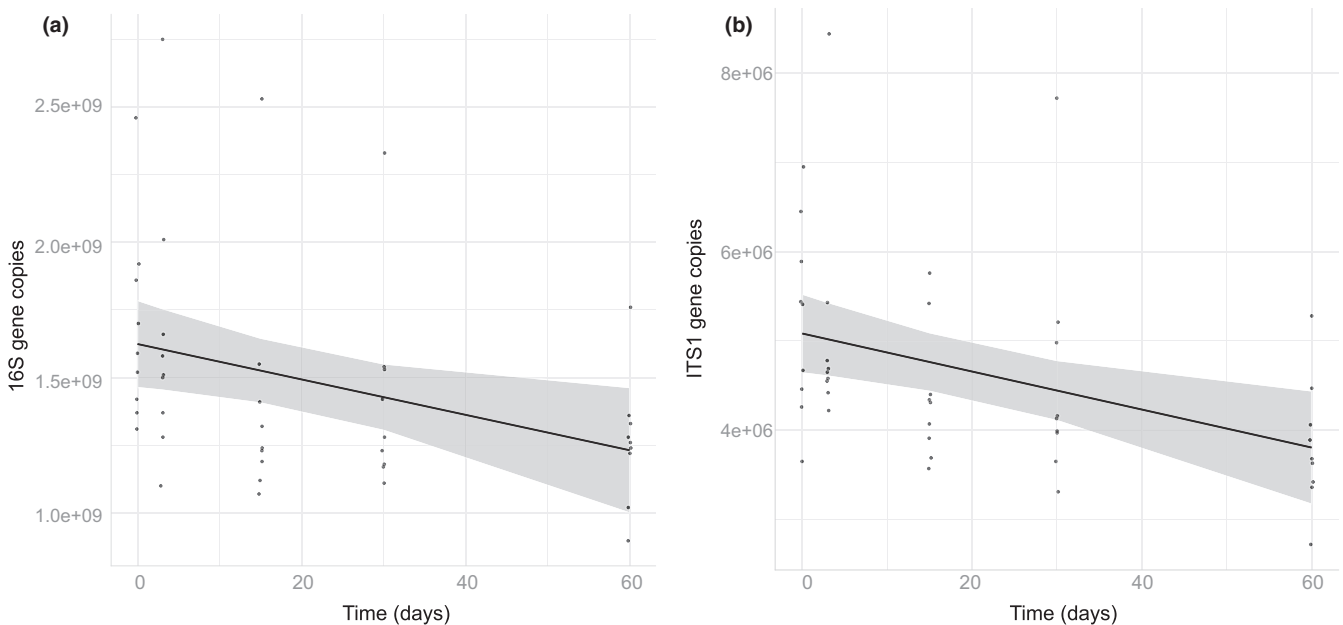 (a)
2.5e+09
2.0e+09
1.5e+09
1.0e+09
16S gene copies
0 20 40 60
Time (days)
(b)
8e+06
6e+06
4e+06
ITS1 gene copies
0 20 40 60
Time (days)